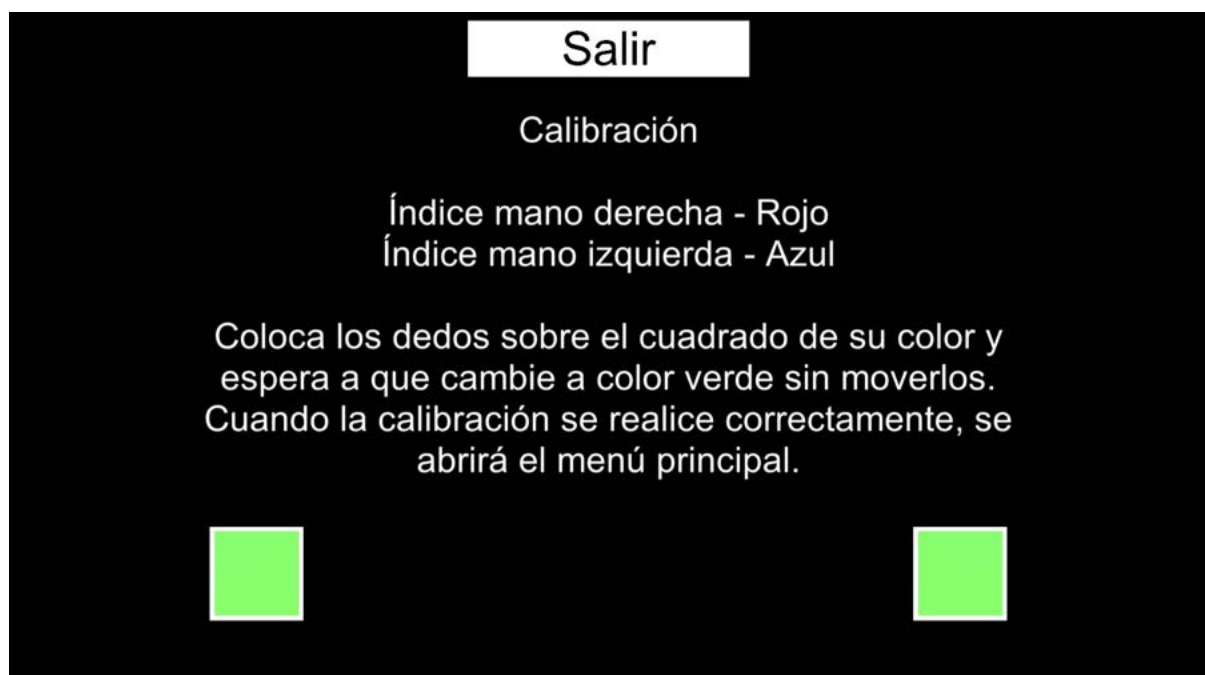 Salir
Calibración
Índice mano derecha - Rojo
Índice mano izquierda - Azul
Coloca los dedos sobre el cuadrado de su color y
espera a que cambie a color verde sin moverlos.
Cuando la calibración se realice correctamente, se
abrirá el menú principal.